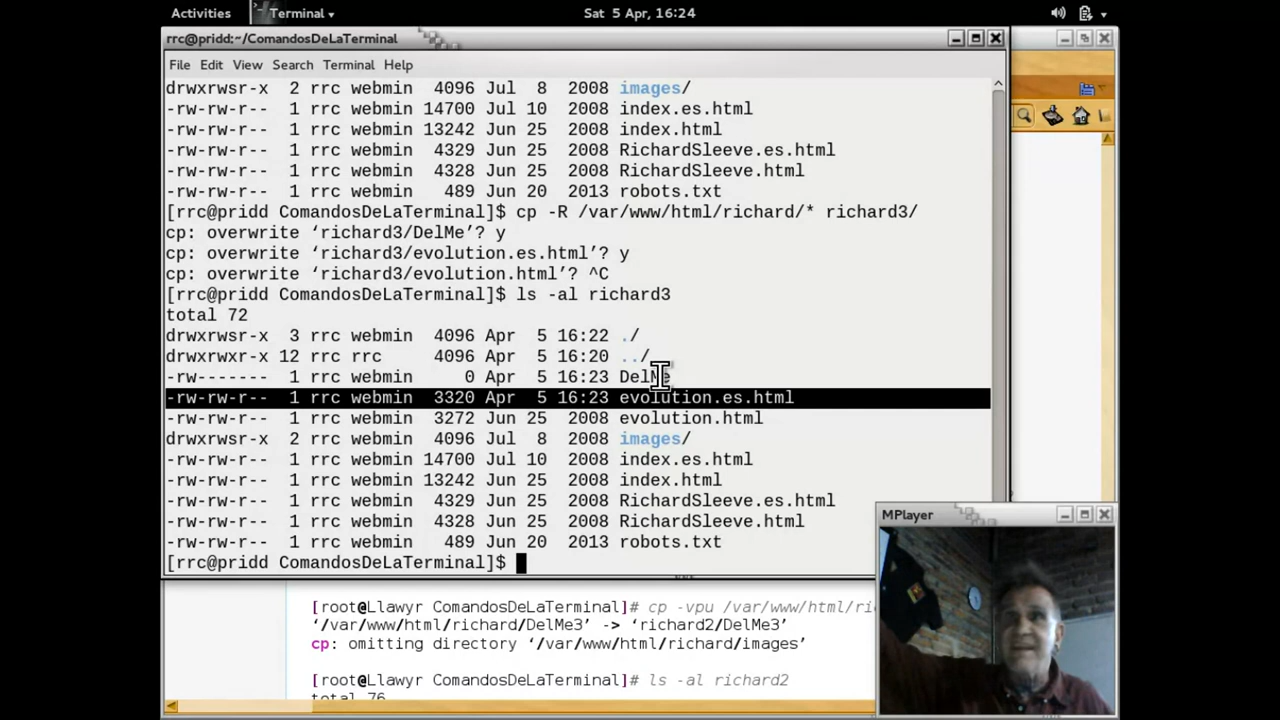 Activities Terminal Sat 5 Apr, 16:24
rrc@pridd:~/ComandosDeLaTerminal
File Edit View Search Terminal Help
drwxrwsr-x 2 rrc webmin 4096 Jul 8 2008 images/
-rw-rw-r-- 1 rrc webmin 14700 Jul 10 2008 index.es.html
-rw-rw-r-- 1 rrc webmin 13242 Jun 25 2008 index.html
-rw-rw-r-- 1 rrc webmin 4329 Jun 25 2008 RichardSleeve.es.html
-rw-rw-r-- 1 rrc webmin 4328 Jun 25 2008 RichardSleeve.html
-rw-rw-r-- 1 rrc webmin 489 Jun 20 2013 robots.txt
[rrc@pridd ComandosDeLaTerminal]$ cp -R /var/www/html/richard/* richard3/
cp: overwrite ‘richard3/DelMe’? y
cp: overwrite ‘richard3/evolution.es.html’? y
cp: overwrite ‘richard3/evolution.html’? ^C
[rrc@pridd ComandosDeLaTerminal]$ ls -al richard3
total 72
drwxrwsr-x 3 rrc webmin 4096 Apr 5 16:22 ./
drwxrwxr-x 12 rrc rrc 4096 Apr 5 16:20 ../
-rw------- 1 rrc webmin 0 Apr 5 16:23 DelMe
-rw-rw-r-- 1 rrc webmin 3320 Apr 5 16:23 evolution.es.html
-rw-rw-r-- 1 rrc webmin 3272 Jun 25 2008 evolution.html
drwxrwsr-x 2 rrc webmin 4096 Jul 8 2008 images/
-rw-rw-r-- 1 rrc webmin 14700 Jul 10 2008 index.es.html
-rw-rw-r-- 1 rrc webmin 13242 Jun 25 2008 index.html
-rw-rw-r-- 1 rrc webmin 4329 Jun 25 2008 RichardSleeve.es.html
-rw-rw-r-- 1 rrc webmin 4328 Jun 25 2008 RichardSleeve.html
-rw-rw-r-- 1 rrc webmin 489 Jun 20 2013 robots.txt
[rrc@pridd ComandosDeLaTerminal]$
MPlayer
[root@Llawyr ComandosDeLaTerminal]# cp -vpu /var/www/html/ric
‘/var/www/html/richard/DelMe3’ -> ‘richard2/DelMe3’
cp: omitting directory ‘/var/www/html/richard/images’
[root@Llawyr ComandosDeLaTerminal]# ls -al richard2
total 76